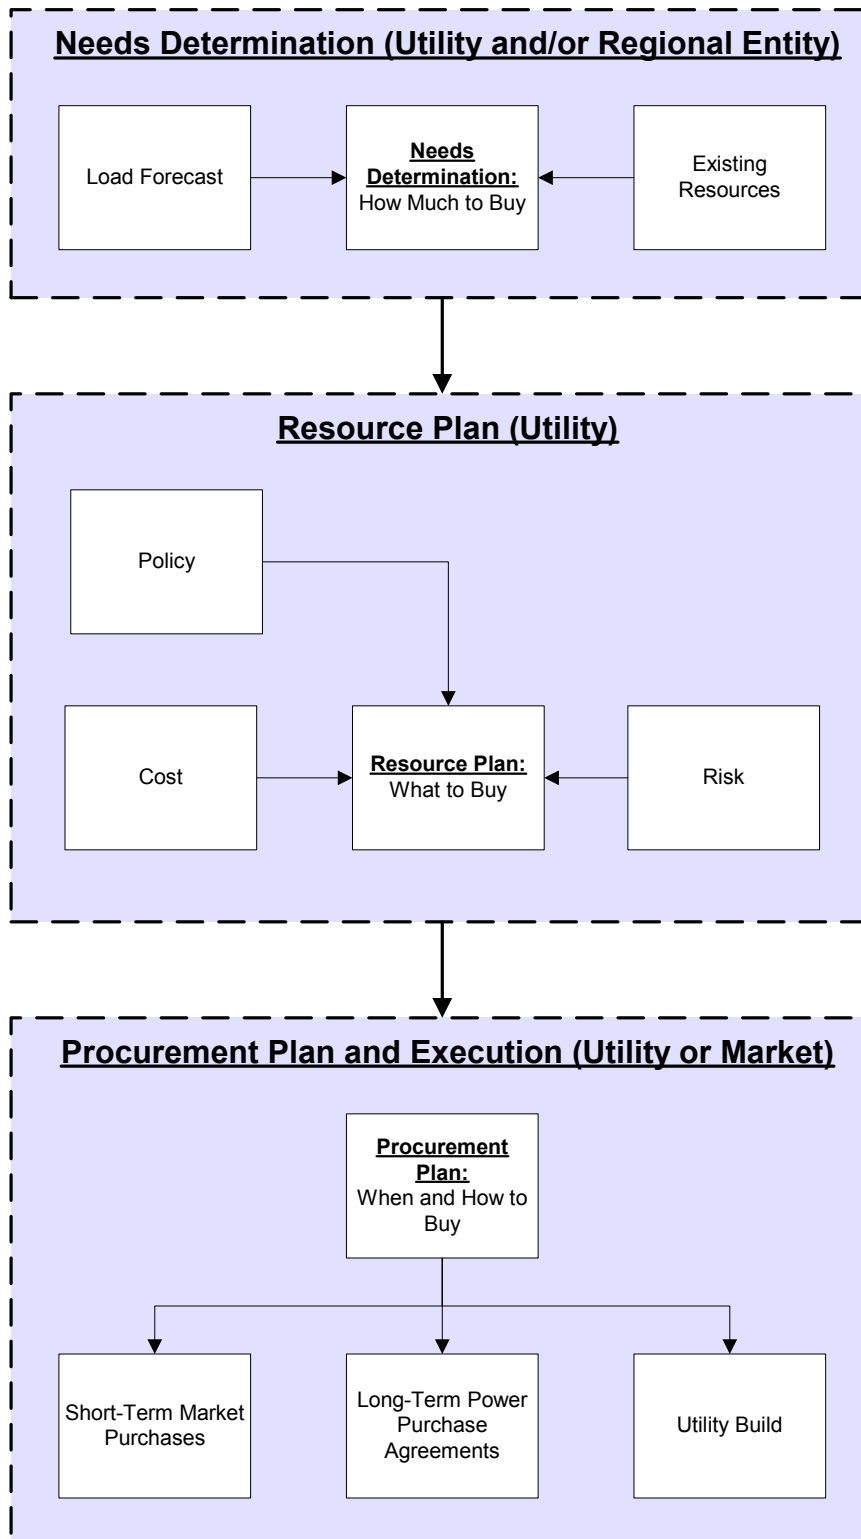 Needs Determination (Utility and/or Regional Entity)
Load Forecast
Needs
Determination:
How Much to Buy
Existing
Resources
Resource Plan (Utility)
Policy
Cost
Resource Plan:
What to Buy
Risk
Procurement Plan and Execution (Utility or Market)
Procurement
Plan:
When and How to
Buy
Short-Term Market
Purchases
Long-Term Power
Purchase
Agreements
Utility Build